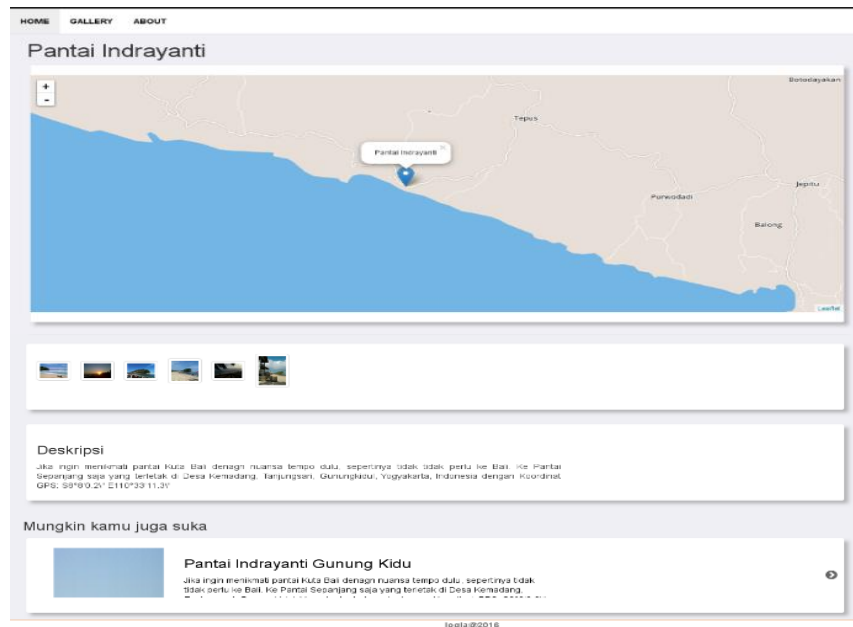 HOME GALLERY ABOUT
Pantai Indrayanti
+
-
Botodayakan
Tepus
Pantai Indrayanti
Jepitu
Purwodadi
Balong
Leaflet
Deskripsi
Jika ingin menikmati pantai Kuta Bali denagn nuansa tempo dulu, sepertinya tidak tidak perlu ke Bali. Ke Pantai
Sepanjang saja yang terletak di Desa Kemadang, Tanjungsari, Gunungkidul, Yogyakarta, Indonesia dengan Koordinat
GPS: S8°8'0.2\" E110°33'11.3\"
Mungkin kamu juga suka
Pantai Indrayanti Gunung Kidu
Jika ingin menikmati pantai Kuta Bali denagn nuansa tempo dulu, sepertinya tidak
tidak perlu ke Bali. Ke Pantai Sepanjang saja yang terletak di Desa Kemadang,
jogja@2016